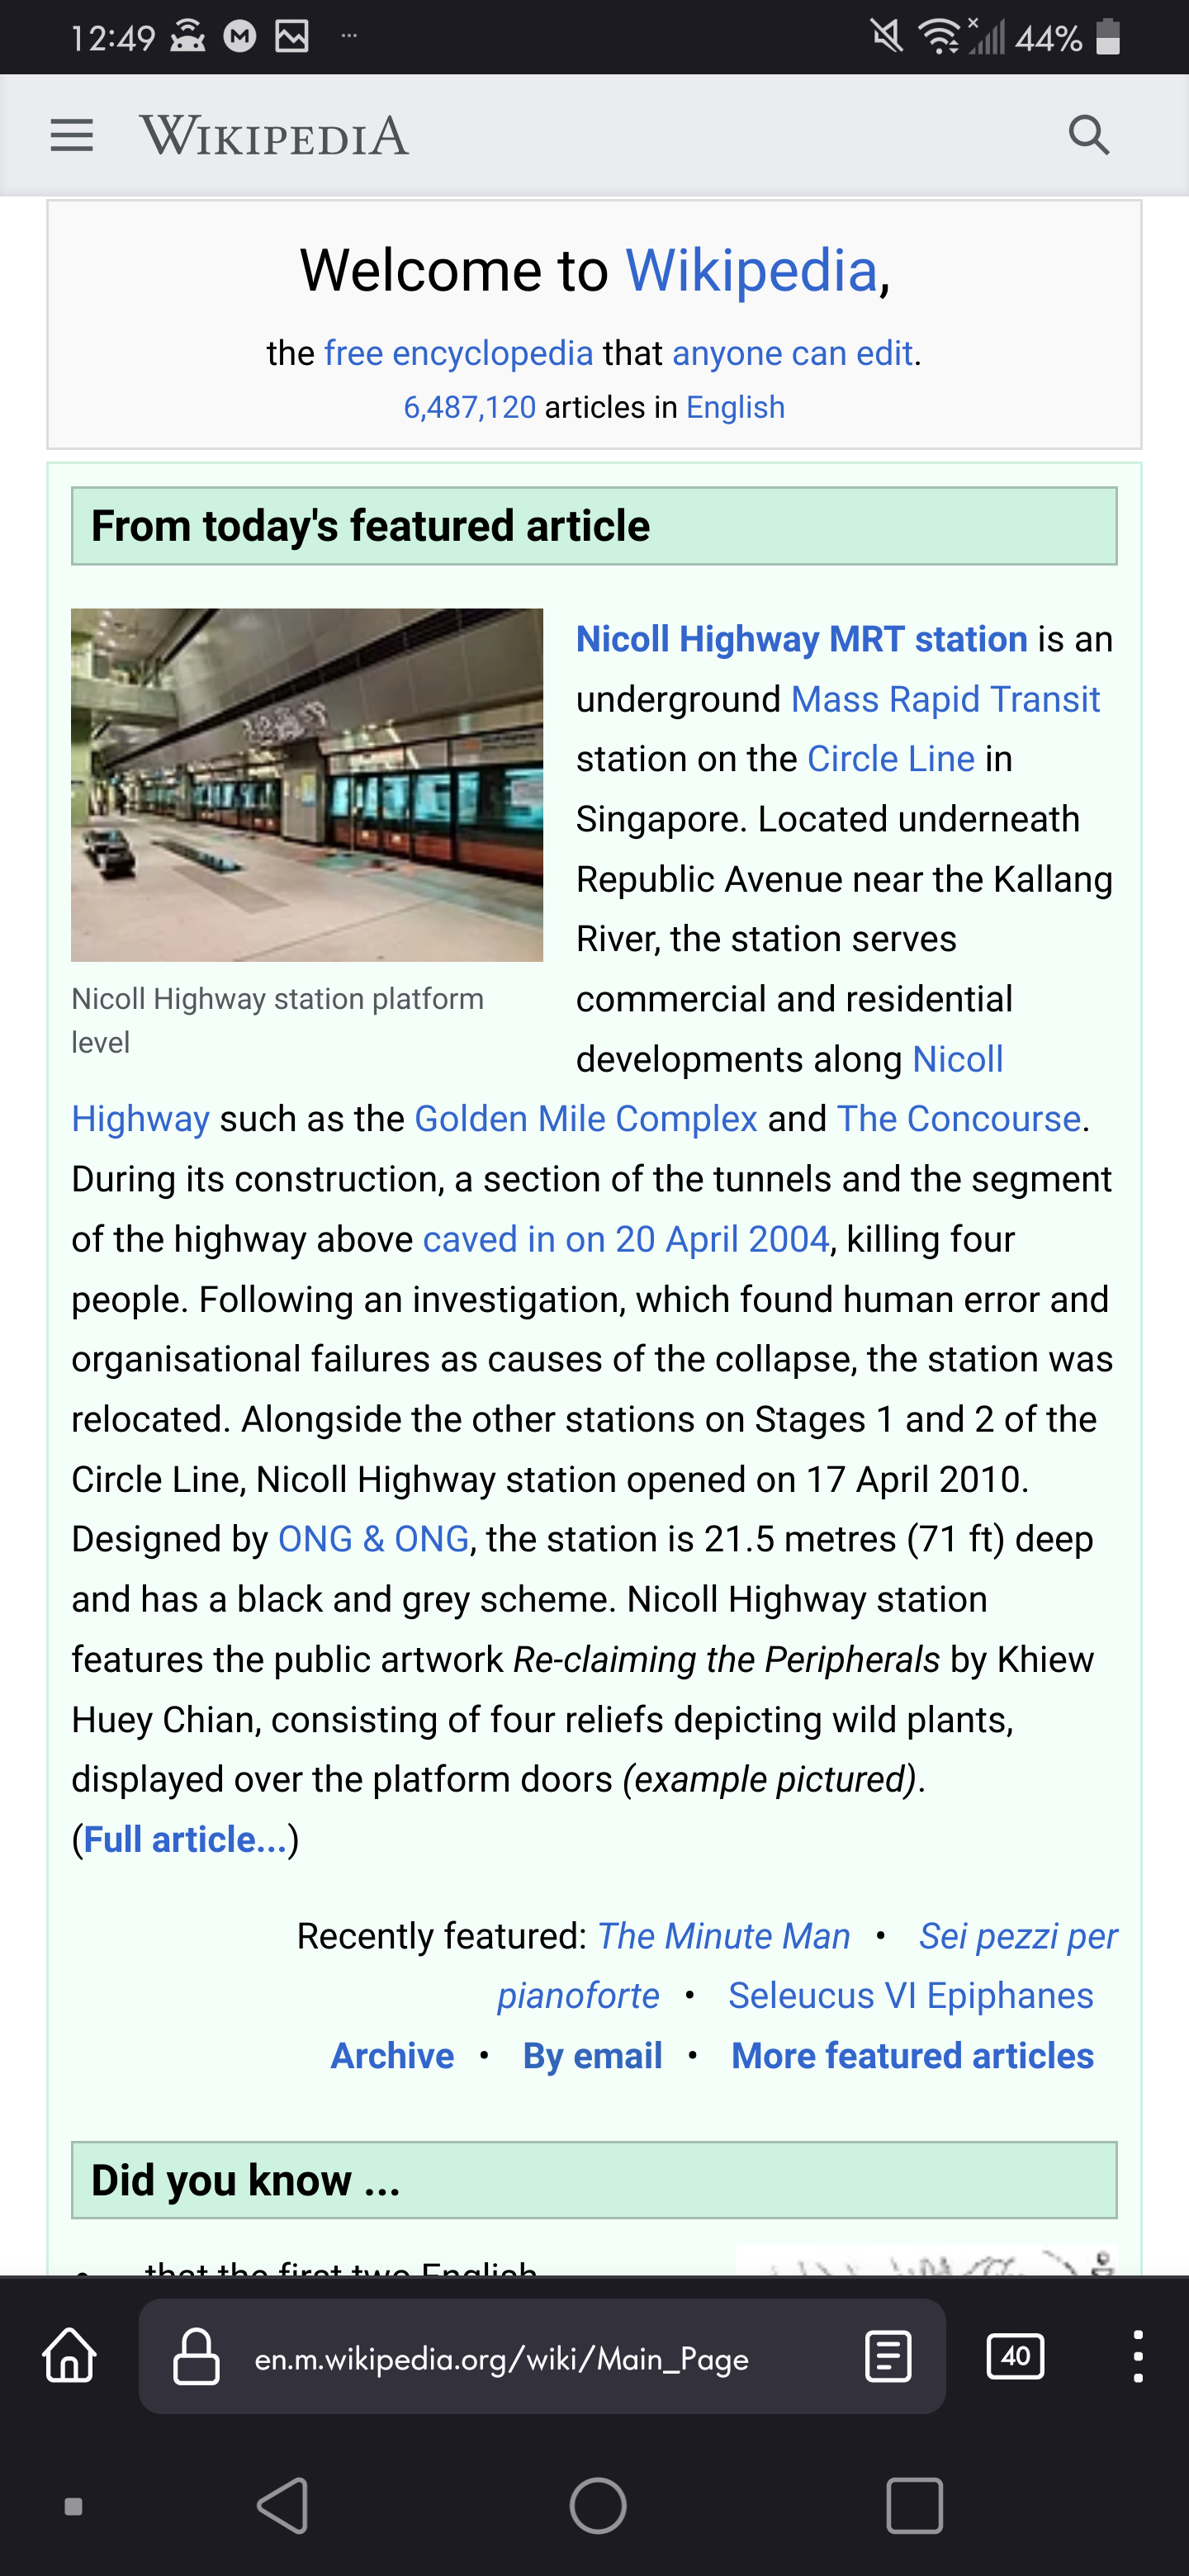 12:49
44%
WIKIPEDIA
Welcome to Wikipedia,
the free encyclopedia that anyone can edit.
6,487,120 articles in English
From today's featured article
Nicoll Highway station platform
level
Nicoll Highway MRT station is an
underground Mass Rapid Transit
station on the Circle Line in
Singapore. Located underneath
Republic Avenue near the Kallang
River, the station serves
commercial and residential
developments along Nicoll
Highway such as the Golden Mile Complex and The Concourse.
During its construction, a section of the tunnels and the segment
of the highway above caved in on 20 April 2004, killing four
people. Following an investigation, which found human error and
organisational failures as causes of the collapse, the station was
relocated. Alongside the other stations on Stages 1 and 2 of the
Circle Line, Nicoll Highway station opened on 17 April 2010.
Designed by ONG & ONG, the station is 21.5 metres (71 ft) deep
and has a black and grey scheme. Nicoll Highway station
features the public artwork Re-claiming the Peripherals by Khiew
Huey Chian, consisting of four reliefs depicting wild plants,
displayed over the platform doors (example pictured).
(Full article...)
Recently featured: The Minute Man • Sei pezzi per
pianoforte • Seleucus VI Epiphanes
Archive • By email • More featured articles
Did you know ...
that the first two English
en.m.wikipedia.org/wiki/Main_Page
40